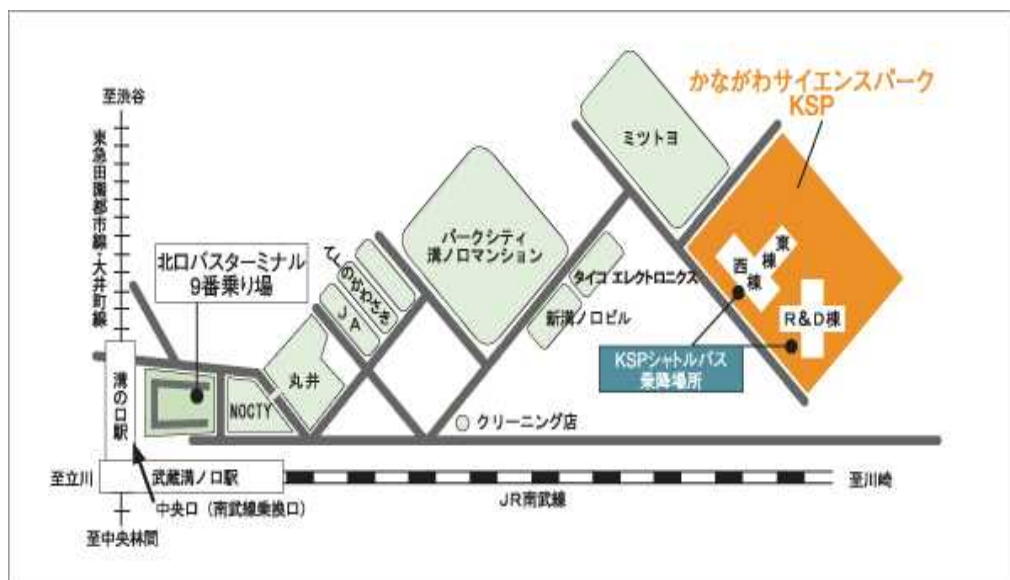 かながわサイエンスパーク
KSP
至渋谷
東急田園都市線・大井町線
ミツトヨ
パークシティ
溝ノ口マンション
北口バスターミナル
9番乗り場
てくのかわさき
JA
タイコ エレクトロニクス
新溝ノ口ビル
東棟
西棟
R&D棟
KSPシャトルバス
乗降場所
丸井
NOCTY
溝の口駅
クリーニング店
至立川
武蔵溝ノ口駅
至川崎
JR南武線
中央口(南武線乗換口)
至中央林間